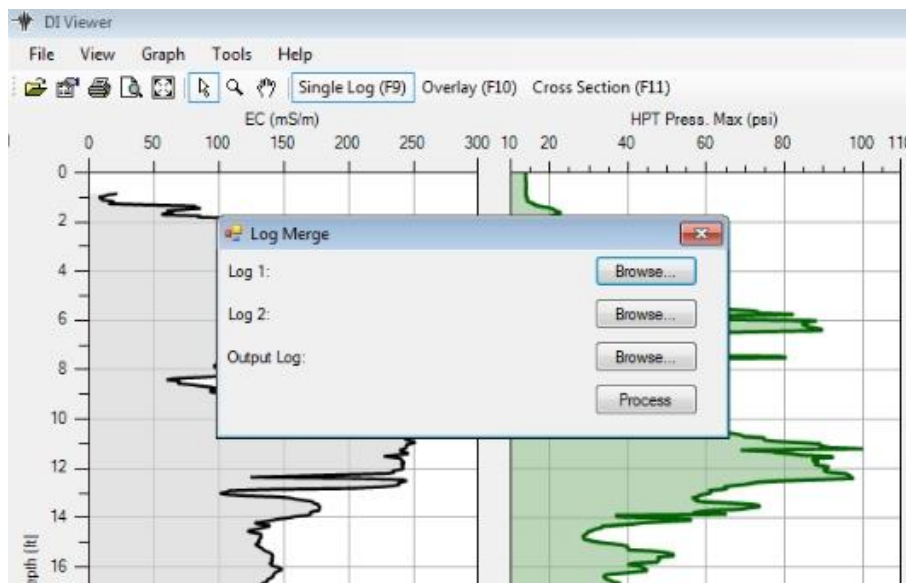 DI Viewer
File View Graph Tools Help
Single Log (F9) Overlay (F10) Cross Section (F11)
EC (mS/m) HPT Press. Max (psi)
0 50 100 150 200 250 300 10 20 40 60 80 100 110
0
2
Log Merge
Log 1: Browse...
4
Log 2: Browse...
6
Output Log: Browse...
8
Process
10
12
14
16